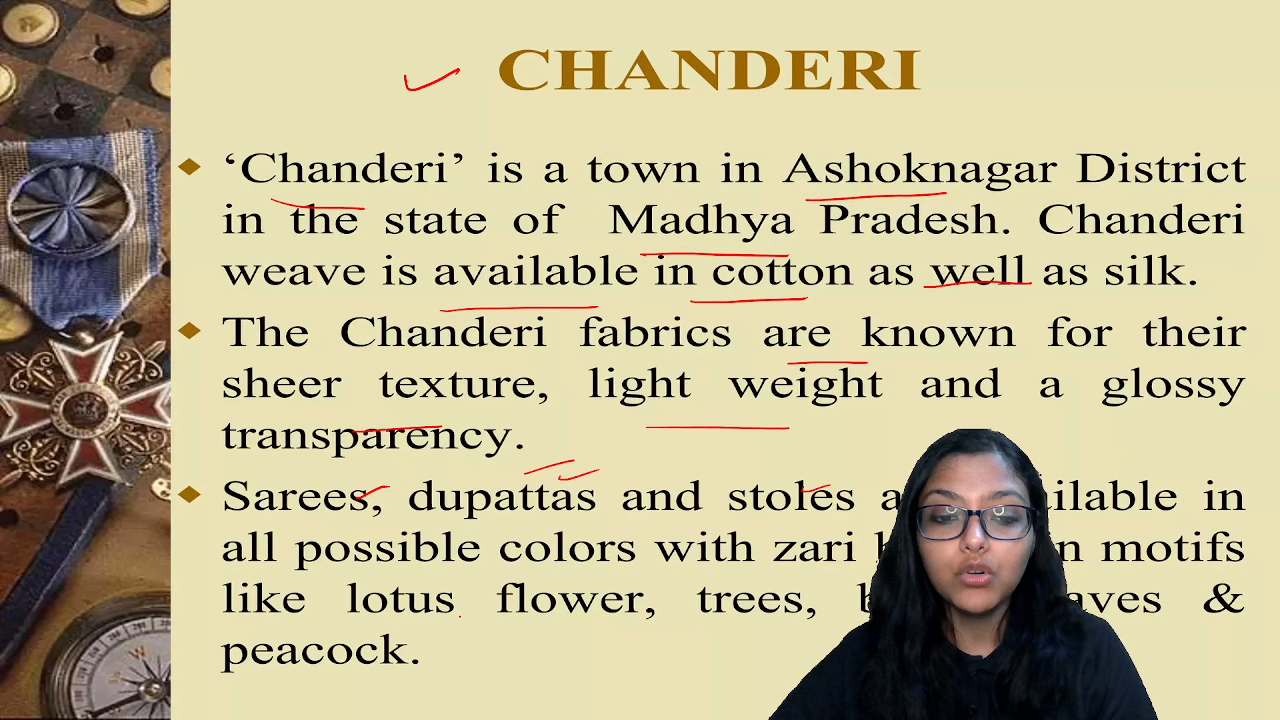 CHANDERI
‘Chanderi’ is a town in Ashoknagar District
in the state of Madhya Pradesh. Chanderi
weave is available in cotton as well as silk.
The Chanderi fabrics are known for their
sheer texture, light weight and a glossy
transparency.
Sarees, dupattas and stoles in
all possible colors with zari motifs
like lotus flower, trees, &
peacock.